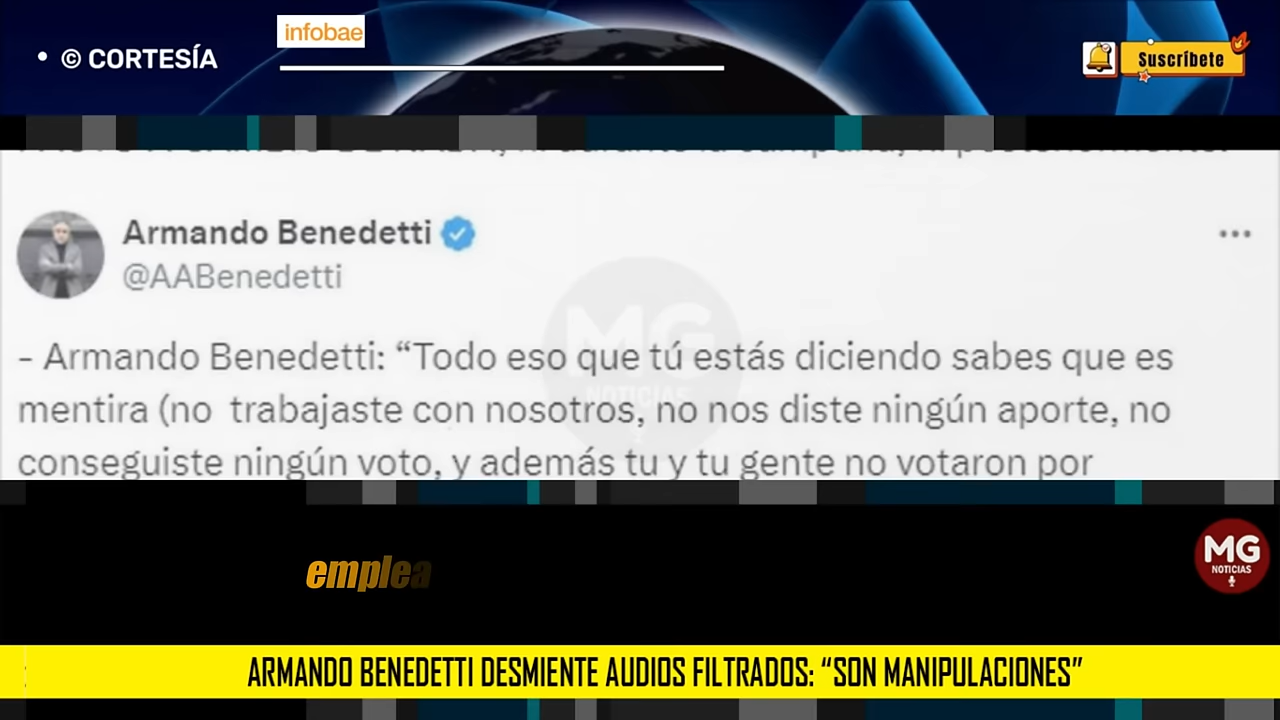 infobae
• © CORTESÍA
Suscríbete
Armando Benedetti
@AABenedetti
- Armando Benedetti: “Todo eso que tú estás diciendo sabes que es
mentira (no trabajaste con nosotros, no nos diste ningún aporte, no
conseguiste ningún voto, y además tu y tu gente no votaron por
MG
NOTICIAS
emplea
MG
NOTICIAS
ARMANDO BENEDETTI DESMIENTE AUDIOS FILTRADOS: “SON MANIPULACIONES”